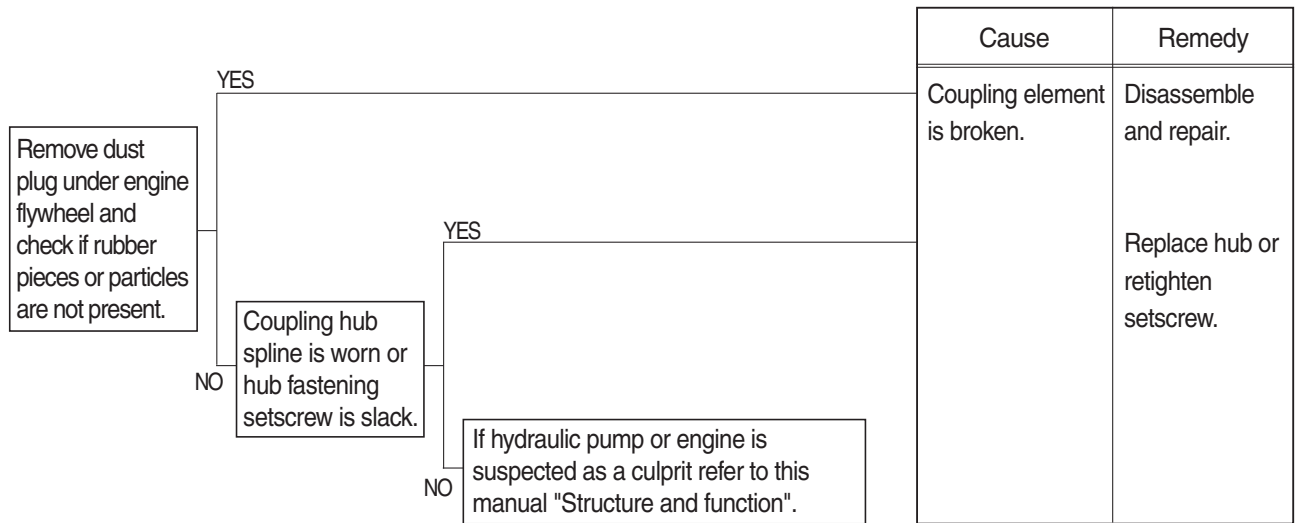 Cause
Remedy
YES
Coupling element
is broken.
Disassemble
and repair.
Remove dust
plug under engine
flywheel and
check if rubber
pieces or particles
are not present.
YES
Replace hub or
retighten
setscrew.
NO
Coupling hub
spline is worn or
hub fastening
setscrew is slack.
NO
If hydraulic pump or engine is
suspected as a culprit refer to this
manual "Structure and function".